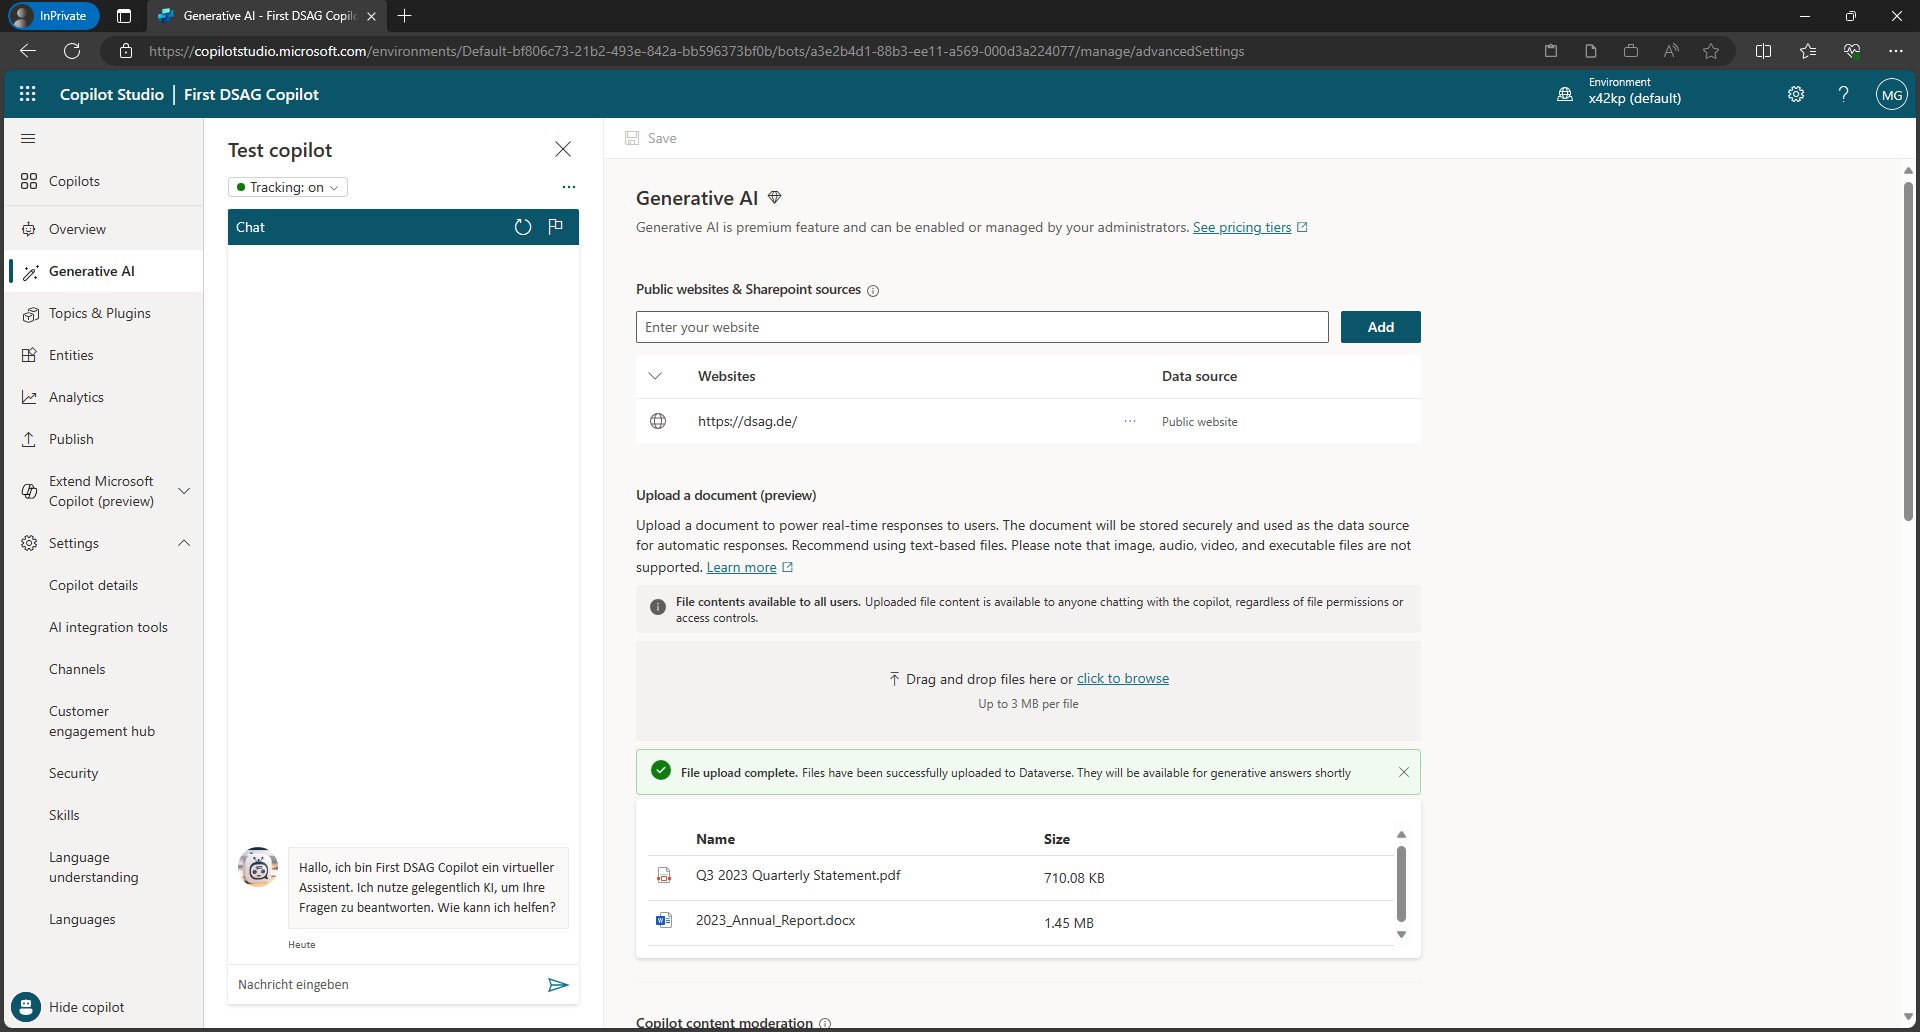 InPrivate
Generative AI - First DSAG Copil
https://copilotstudio.microsoft.com/environments/Default-bf806c73-21b2-493e-842a-bb596373bf0b/bots/a3e2b4d1-88b3-ee11-a569-000d3a224077/manage/advancedSettings
Copilot Studio | First DSAG Copilot
Environment
x42kp (default)
?
MG
Copilots
Overview
Generative AI
Topics & Plugins
Entities
Analytics
Publish
Extend Microsoft
Copilot (preview)
Settings
Copilot details
AI integration tools
Channels
Customer
engagement hub
Security
Skills
Language
understanding
Languages
Hide copilot
Test copilot
Tracking: on
Chat
Hallo, ich bin First DSAG Copilot ein virtueller
Assistent. Ich nutze gelegentlich KI, um Ihre
Fragen zu beantworten. Wie kann ich helfen?
Heute
Nachricht eingeben
Save
Generative AI
Generative AI is premium feature and can be enabled or managed by your administrators. See pricing tiers
Public websites & Sharepoint sources
Enter your website
Add
Websites Data source
https://dsag.de/ ... Public website
Upload a document (preview)
Upload a document to power real-time responses to users. The document will be stored securely and used as the data source
for automatic responses. Recommend using text-based files. Please note that image, audio, video, and executable files are not
supported. Learn more
File contents available to all users. Uploaded file content is available to anyone chatting with the copilot, regardless of file permissions or
access controls.
Drag and drop files here or click to browse
Up to 3 MB per file
File upload complete. Files have been successfully uploaded to Dataverse. They will be available for generative answers shortly
Name Size
Q3 2023 Quarterly Statement.pdf 710.08 KB
2023_Annual_Report.docx 1.45 MB
Copilot content moderation